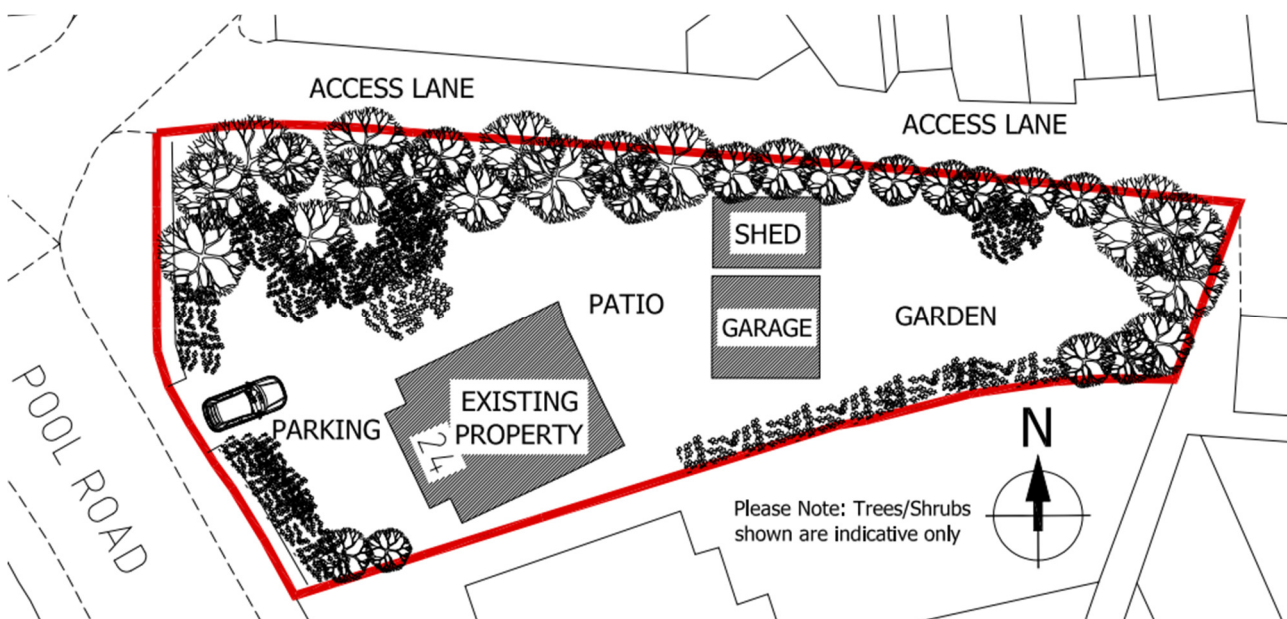 ACCESS LANE
ACCESS LANE
SHED
PATIO
GARAGE
GARDEN
EXISTING
PROPERTY
24
PARKING
POOL ROAD
N
Please Note: Trees/Shrubs
shown are indicative only